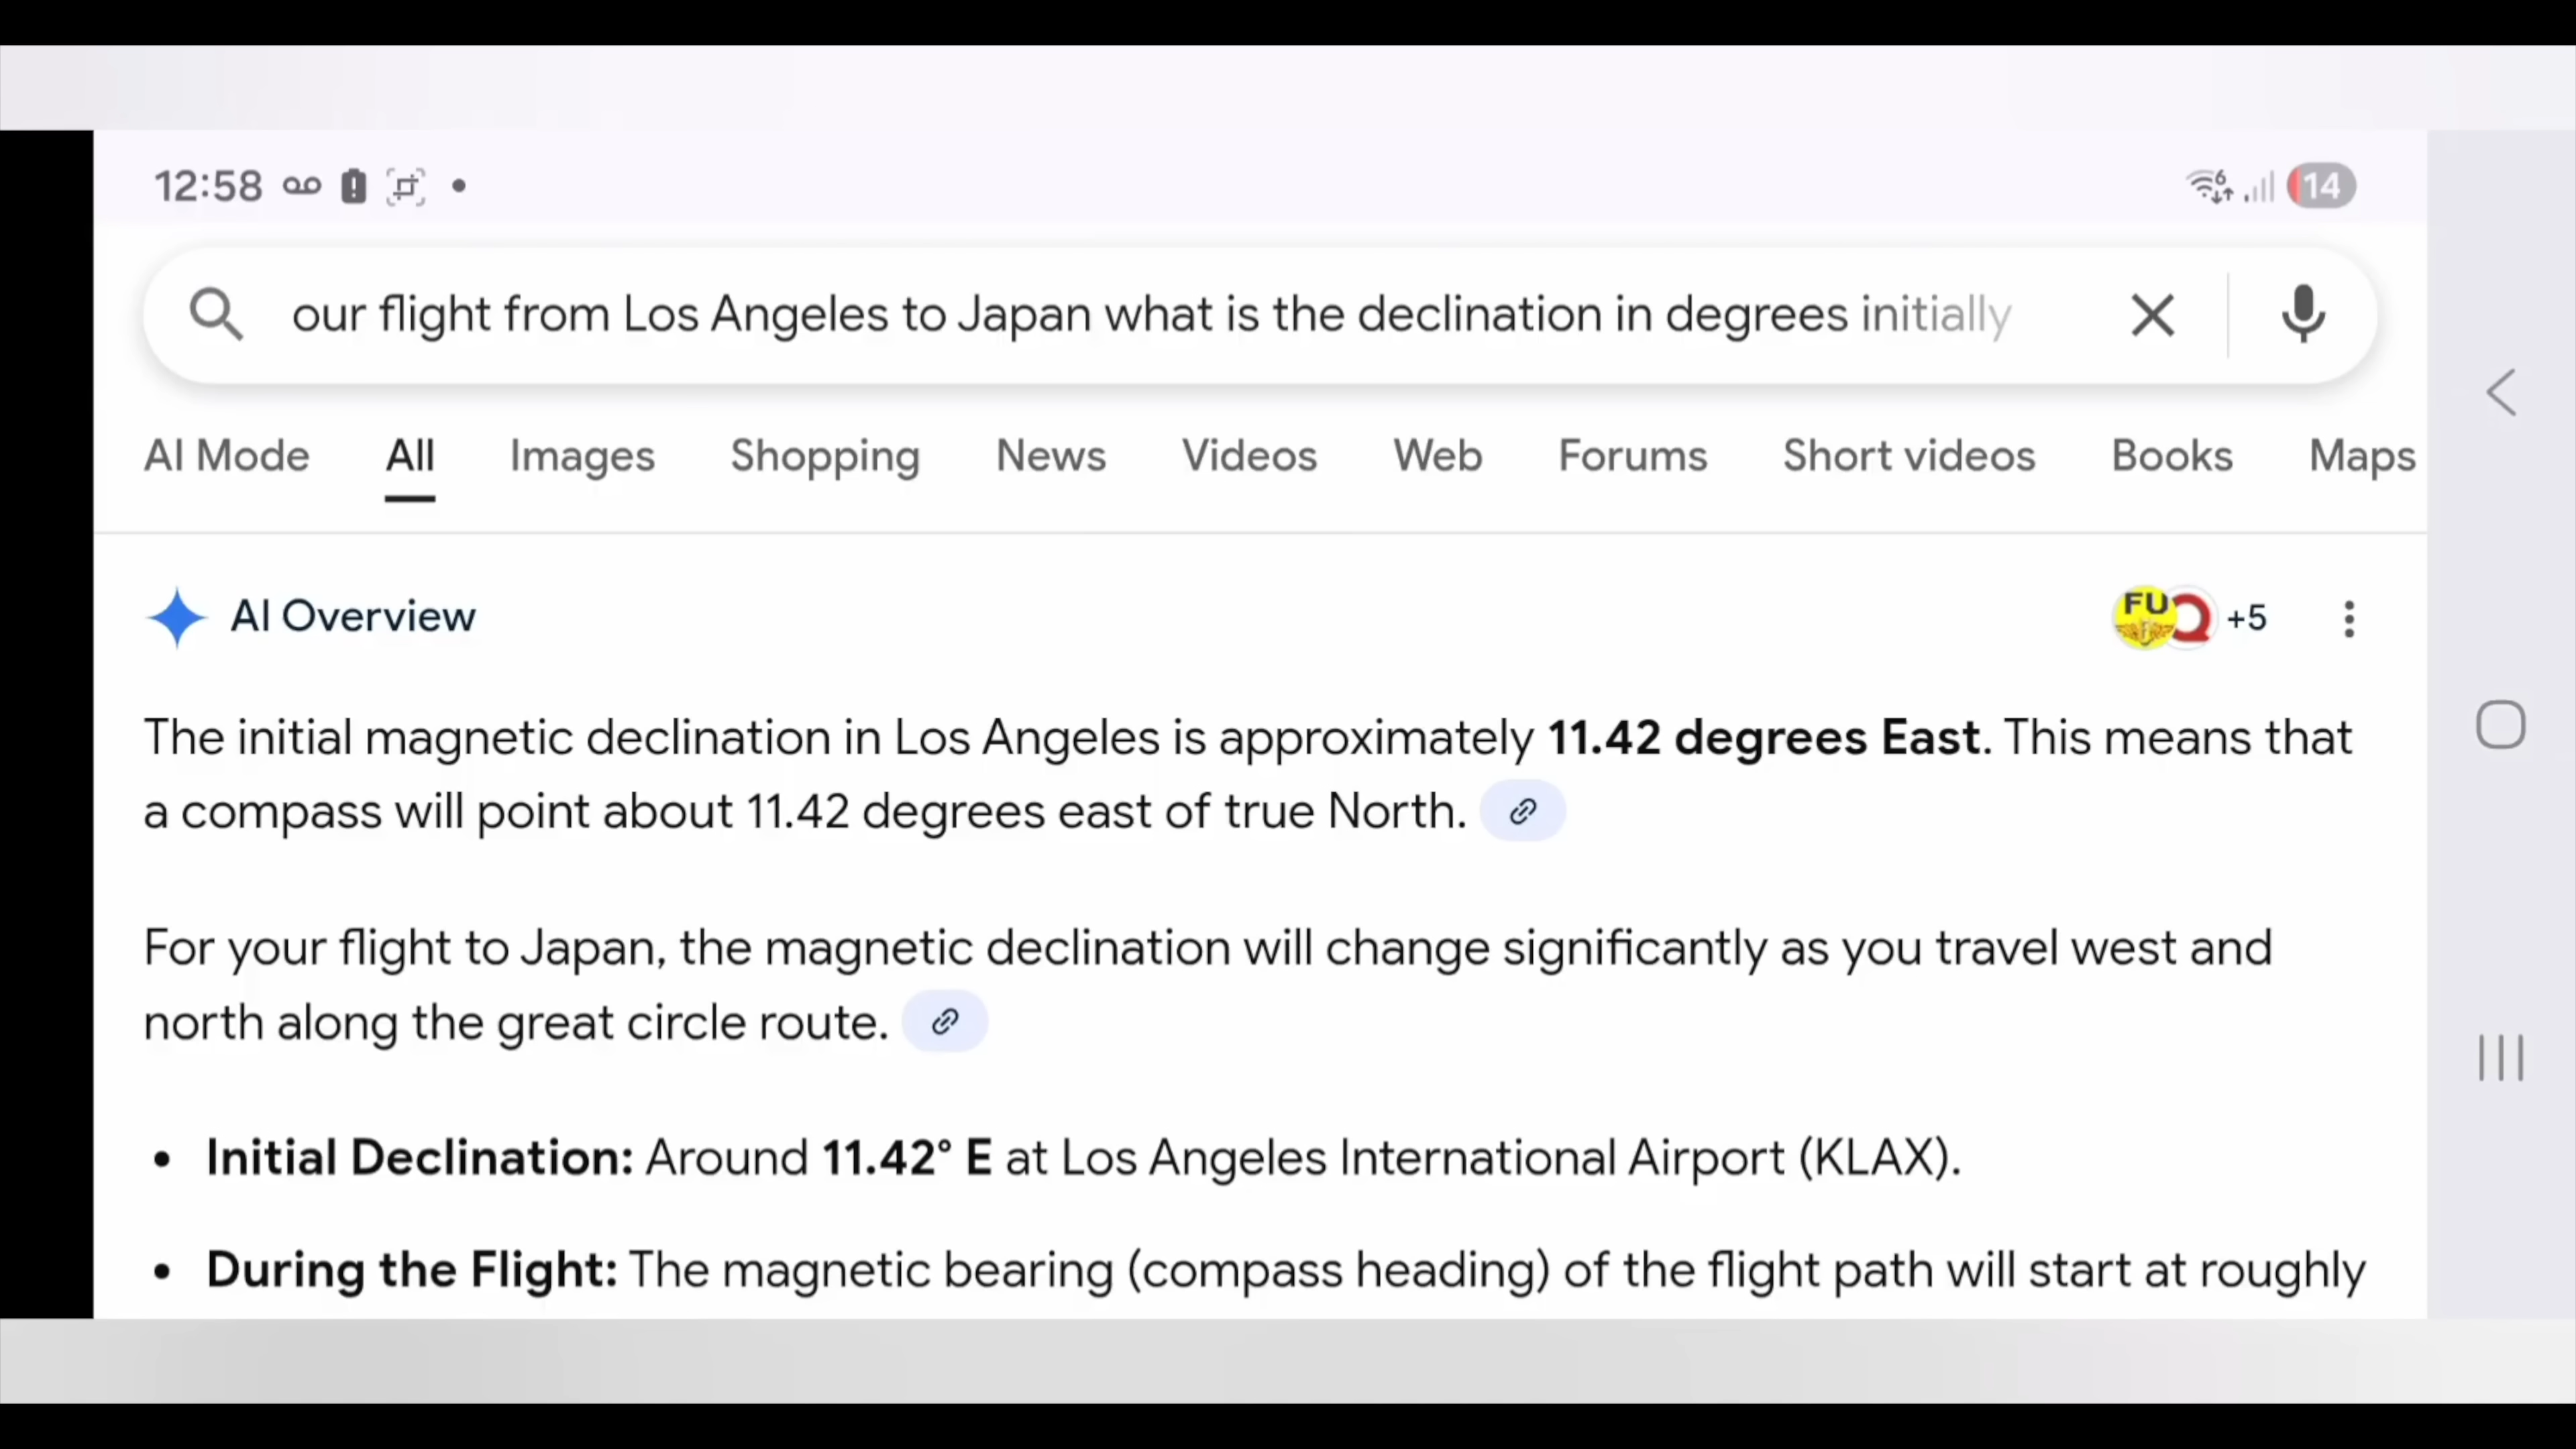 12:58
14
our flight from Los Angeles to Japan what is the declination in degrees initially
AI Mode All Images Shopping News Videos Web Forums Short videos Books Maps
AI Overview
FU
+5
The initial magnetic declination in Los Angeles is approximately 11.42 degrees East. This means that
a compass will point about 11.42 degrees east of true North.
For your flight to Japan, the magnetic declination will change significantly as you travel west and
north along the great circle route.
• Initial Declination: Around 11.42° E at Los Angeles International Airport (KLAX).
• During the Flight: The magnetic bearing (compass heading) of the flight path will start at roughly